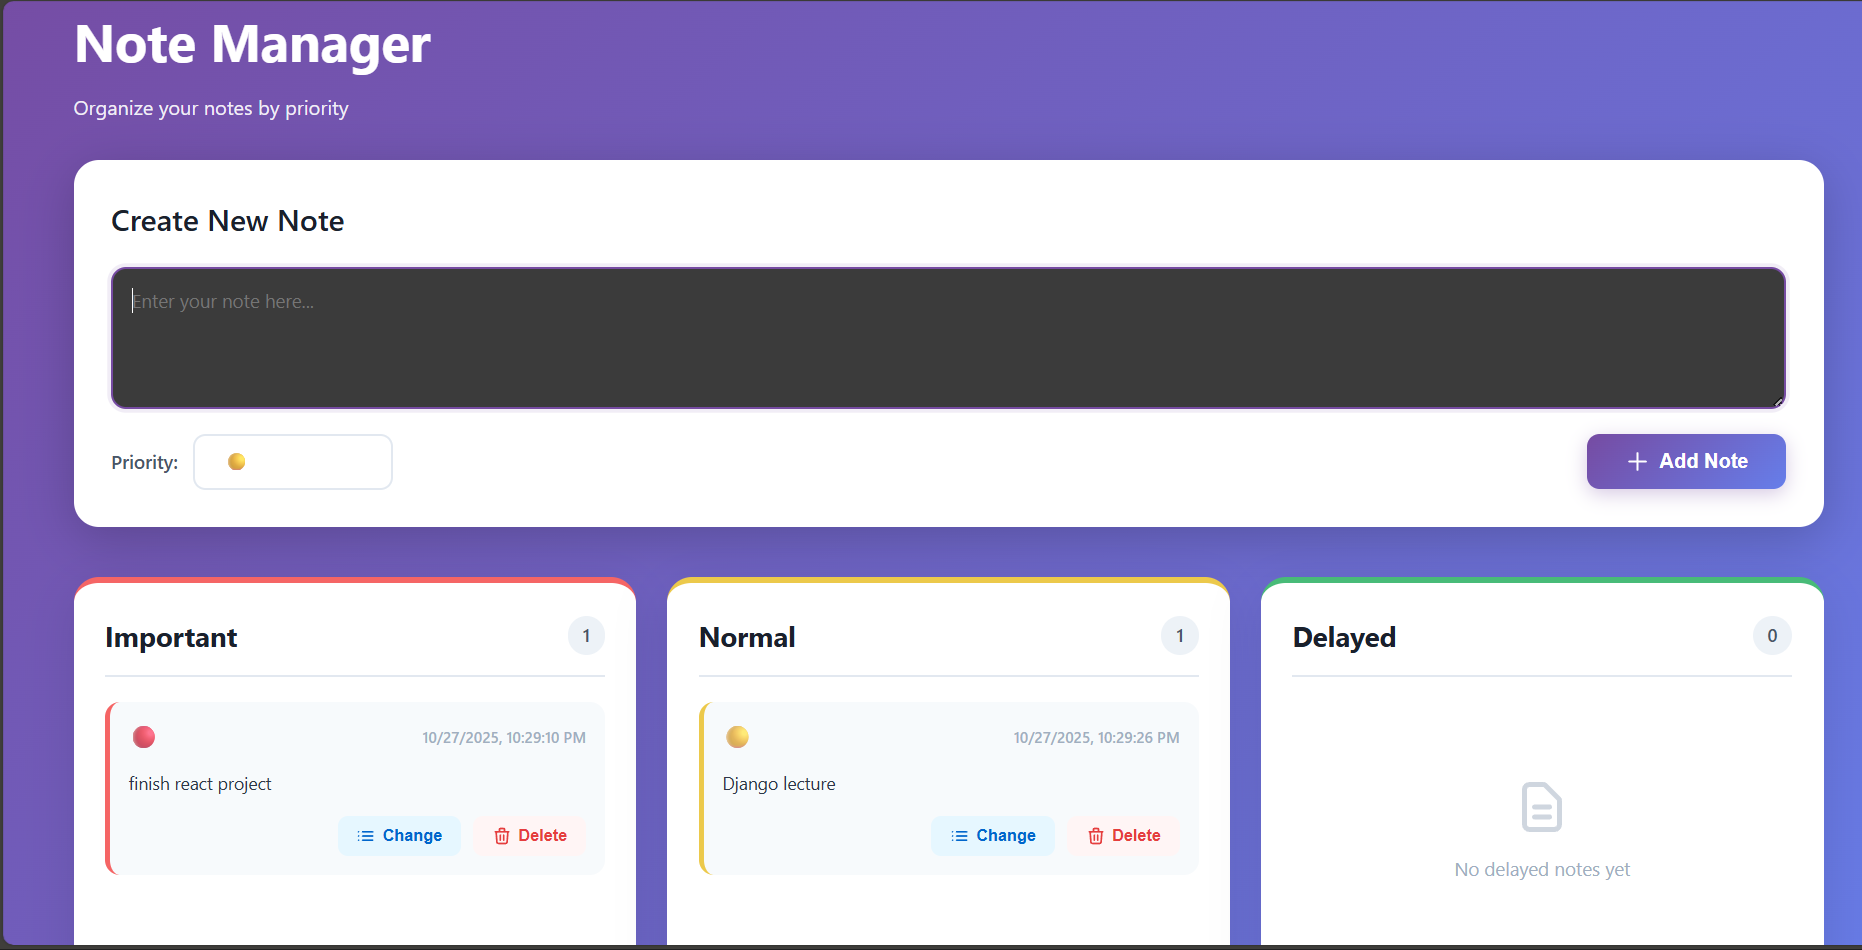 Note Manager
Organize your notes by priority
Create New Note
Enter your note here...
Priority:
Add Note
Important
1
10/27/2025, 10:29:10 PM
finish react project
Change
Delete
Normal
1
10/27/2025, 10:29:26 PM
Django lecture
Change
Delete
Delayed
0
No delayed notes yet